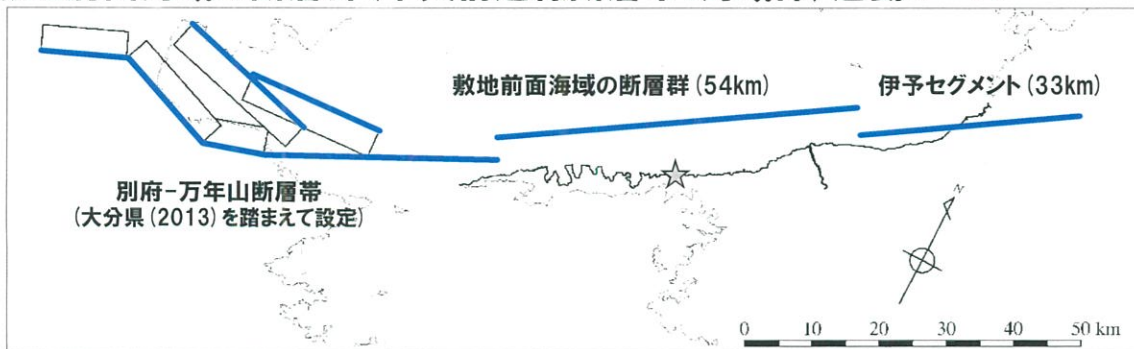 敷地前面海域の断層群(54km)
伊予セグメント(33km)
別府-万年山断層帯
(大分県(2013)を踏まえて設定)
N
0 10 20 30 40 50 km